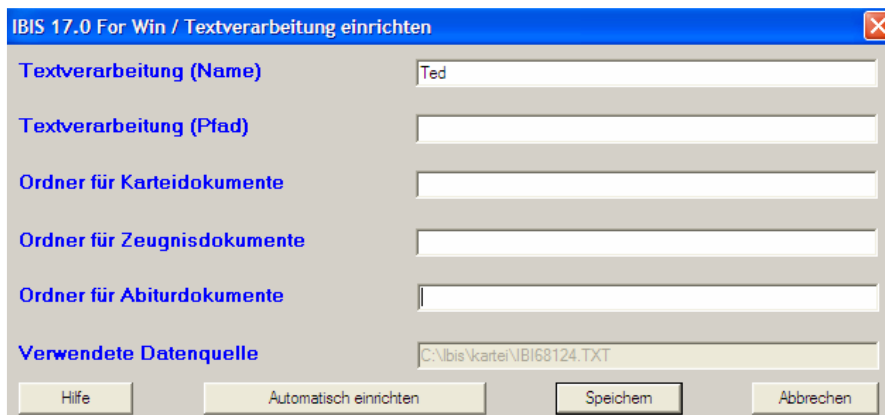 IBIS 17.0 For Win / Textverarbeitung einrichten
Textverarbeitung (Name) Ted
Textverarbeitung (Pfad)
Ordner für Karteidokumente
Ordner für Zeugnisdokumente
Ordner für Abiturdokumente
Verwendete Datenquelle C:\Ibis\kartei\IBI68124.TXT
Hilfe Automatisch einrichten Speichern Abbrechen